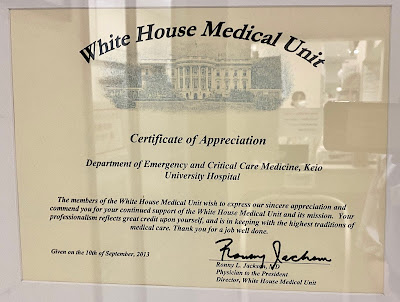 White House Medical Unit
Certificate of Appreciation
Department of Emergency and Critical Care Medicine, Keio
University Hospital
The members of the White House Medical Unit wish to express our sincere appreciation and
commend you for your continued support of the White House Medical Unit and its mission. Your
professionalism reflects great credit upon yourself, and is in keeping with the highest traditions of
medical care. Thank you for a job well done.
Ronny Jackson
Given on the 10th of September, 2013
Ronny L. Jackson, MD
Physician to the President
Director, White House Medical Unit